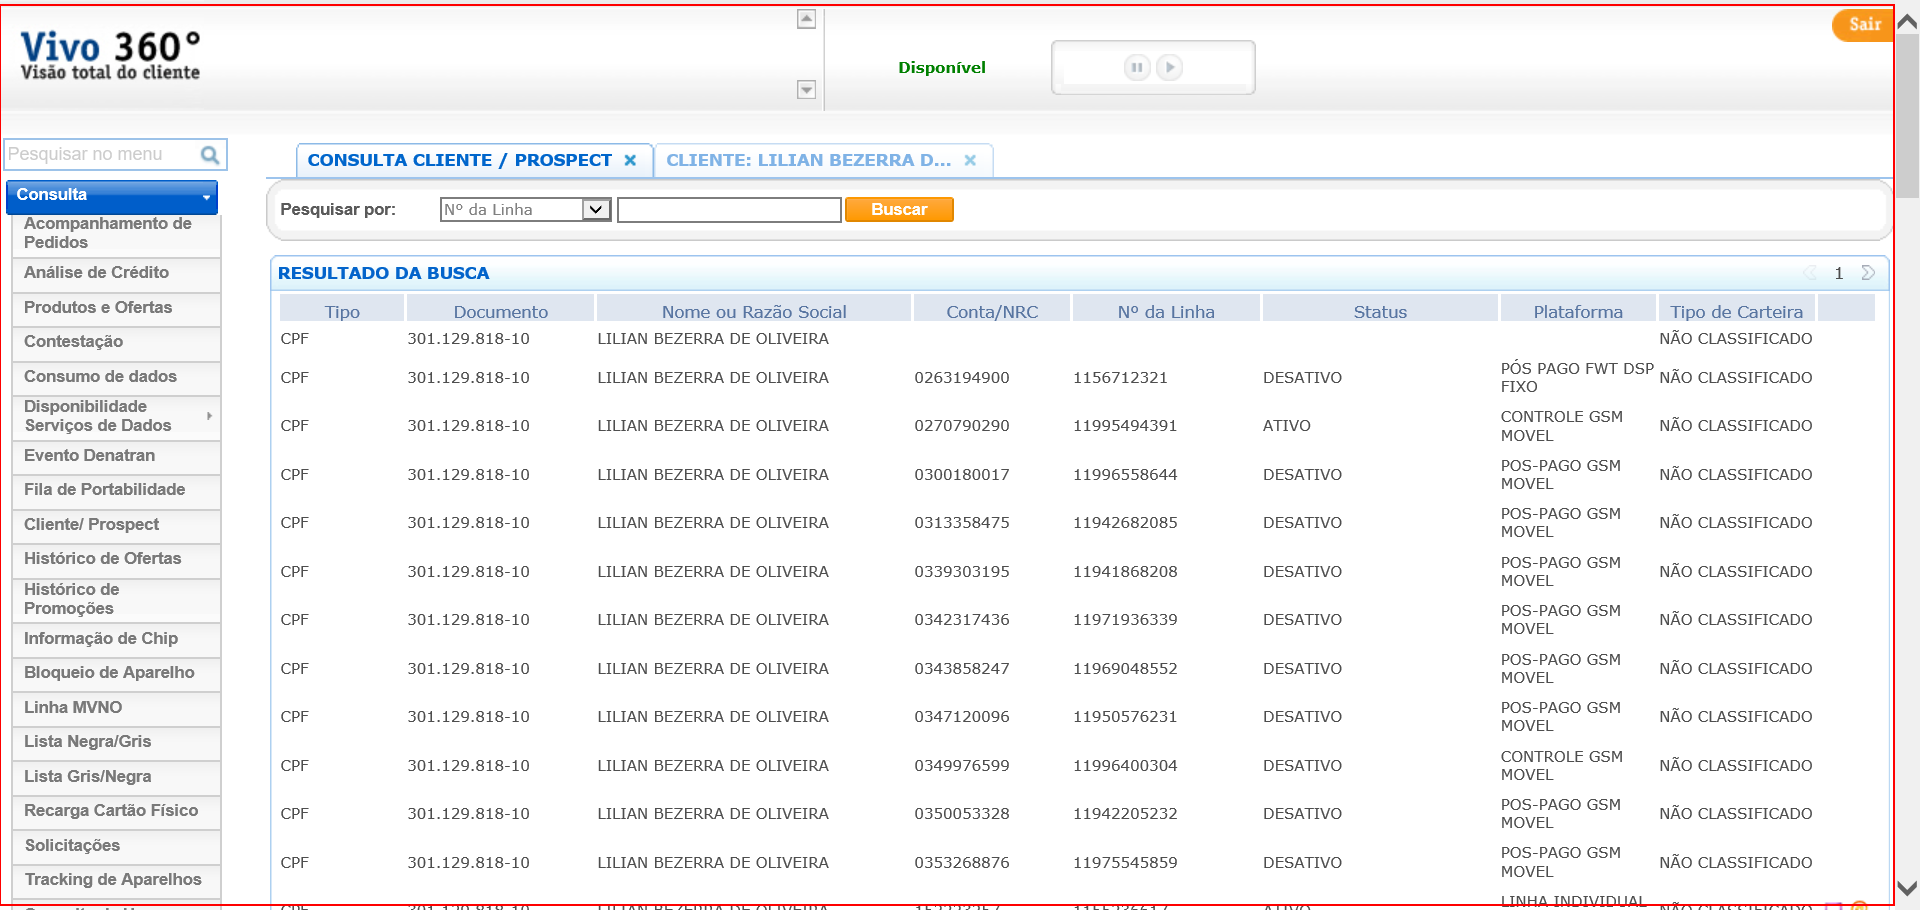 Vivo 360°
Visão total do cliente
Disponível
Sair
Pesquisar no menu
CONSULTA CLIENTE / PROSPECT
CLIENTE: LILIAN BEZERRA D...
Consulta
Acompanhamento de
Pedidos
Análise de Crédito
Produtos e Ofertas
Contestação
Consumo de dados
Disponibilidade
Serviços de Dados
Evento Denatran
Fila de Portabilidade
Cliente/ Prospect
Histórico de Ofertas
Histórico de
Promoções
Informação de Chip
Bloqueio de Aparelho
Linha MVNO
Lista Negra/Gris
Lista Gris/Negra
Recarga Cartão Físico
Solicitações
Tracking de Aparelhos
Pesquisar por: Nº da Linha Buscar
RESULTADO DA BUSCA 1
Tipo Documento Nome ou Razão Social Conta/NRC Nº da Linha Status Plataforma Tipo de Carteira
CPF 301.129.818-10 LILIAN BEZERRA DE OLIVEIRA NÃO CLASSIFICADO
CPF 301.129.818-10 LILIAN BEZERRA DE OLIVEIRA 0263194900 1156712321 DESATIVO PÓS PAGO FWT DSP FIXO NÃO CLASSIFICADO
CPF 301.129.818-10 LILIAN BEZERRA DE OLIVEIRA 0270790290 11995494391 ATIVO CONTROLE GSM MOVEL NÃO CLASSIFICADO
CPF 301.129.818-10 LILIAN BEZERRA DE OLIVEIRA 0300180017 11996558644 DESATIVO POS-PAGO GSM MOVEL NÃO CLASSIFICADO
CPF 301.129.818-10 LILIAN BEZERRA DE OLIVEIRA 0313358475 11942682085 DESATIVO POS-PAGO GSM MOVEL NÃO CLASSIFICADO
CPF 301.129.818-10 LILIAN BEZERRA DE OLIVEIRA 0339303195 11941868208 DESATIVO POS-PAGO GSM MOVEL NÃO CLASSIFICADO
CPF 301.129.818-10 LILIAN BEZERRA DE OLIVEIRA 0342317436 11971936339 DESATIVO POS-PAGO GSM MOVEL NÃO CLASSIFICADO
CPF 301.129.818-10 LILIAN BEZERRA DE OLIVEIRA 0343858247 11969048552 DESATIVO POS-PAGO GSM MOVEL NÃO CLASSIFICADO
CPF 301.129.818-10 LILIAN BEZERRA DE OLIVEIRA 0347120096 11950576231 DESATIVO POS-PAGO GSM MOVEL NÃO CLASSIFICADO
CPF 301.129.818-10 LILIAN BEZERRA DE OLIVEIRA 0349976599 11996400304 DESATIVO CONTROLE GSM MOVEL NÃO CLASSIFICADO
CPF 301.129.818-10 LILIAN BEZERRA DE OLIVEIRA 0350053328 11942205232 DESATIVO POS-PAGO GSM MOVEL NÃO CLASSIFICADO
CPF 301.129.818-10 LILIAN BEZERRA DE OLIVEIRA 0353268876 11975545859 DESATIVO POS-PAGO GSM MOVEL NÃO CLASSIFICADO
LINHA INDIVIDUAL